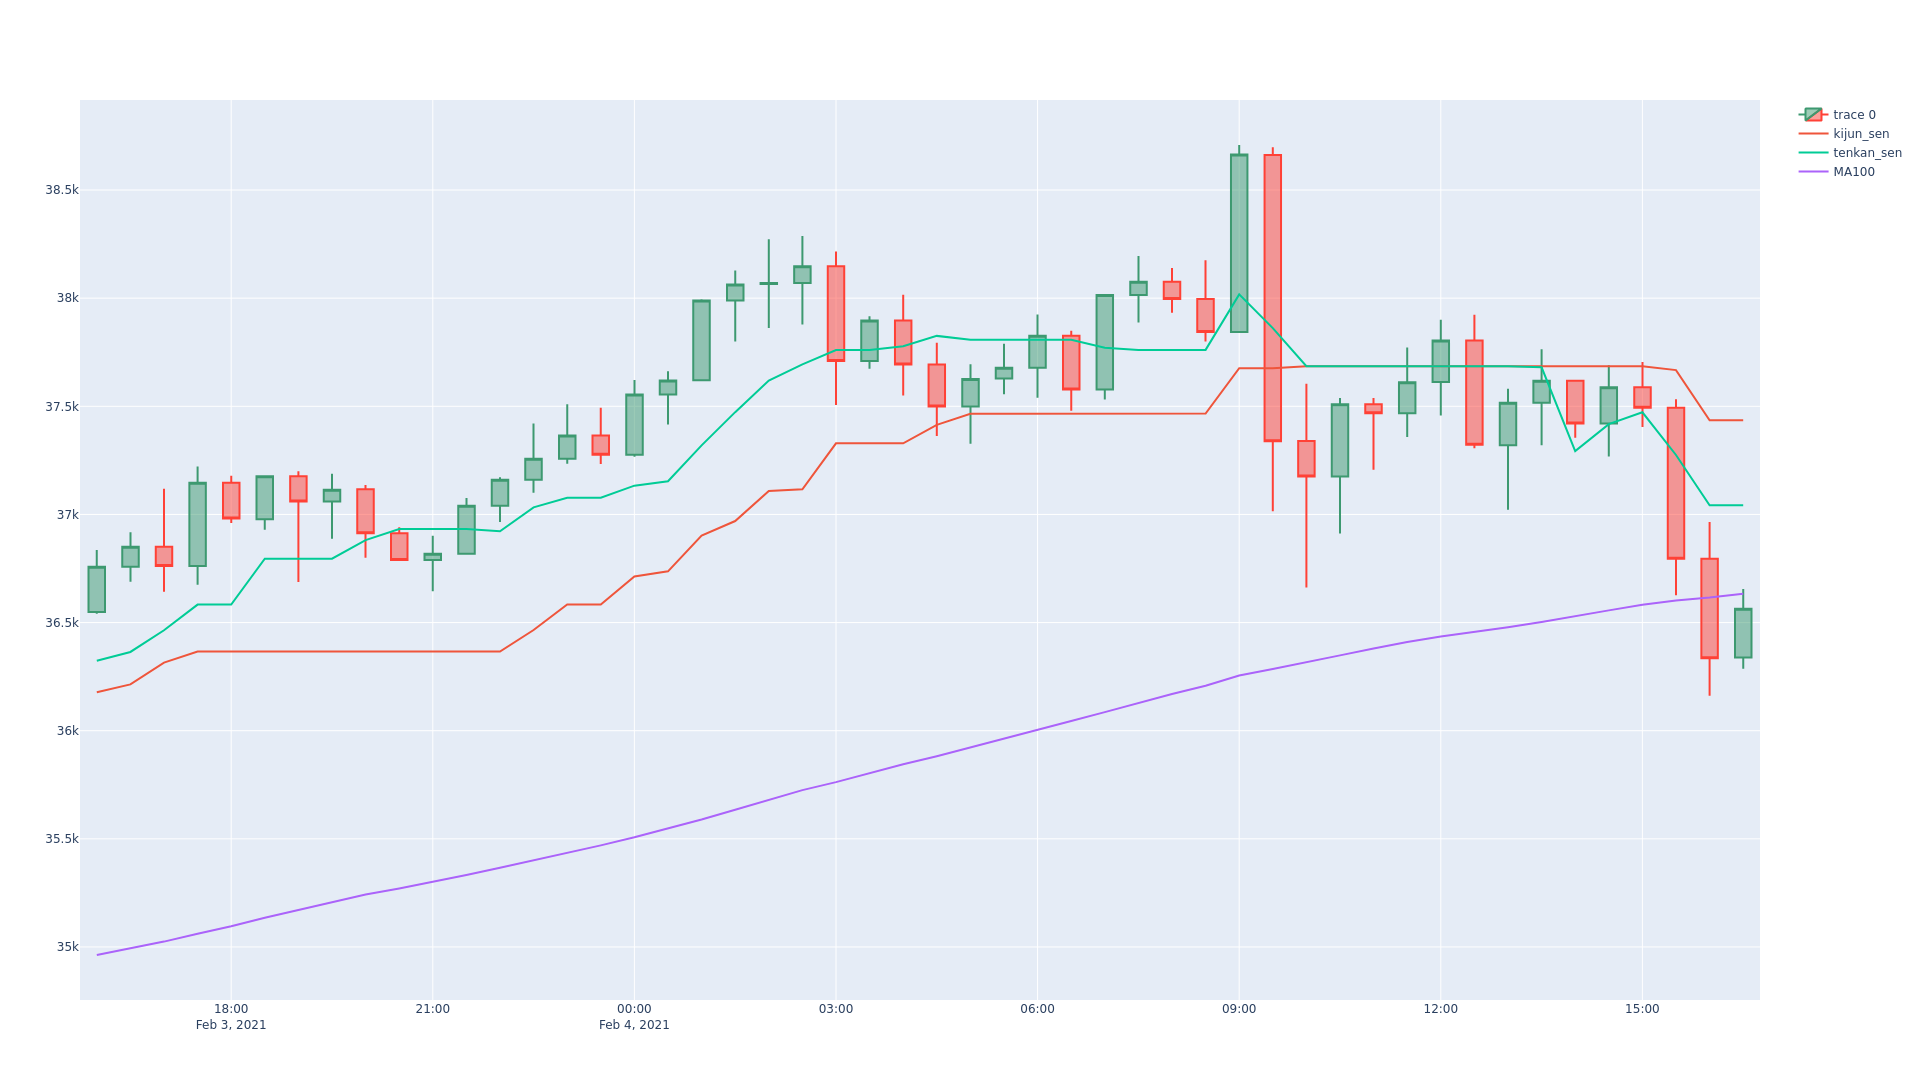 trace 0
kijun_sen
tenkan_sen
MA100
38.5k
38k
37.5k
37k
36.5k
36k
35.5k
35k
18:00 21:00 00:00 03:00 06:00 09:00 12:00 15:00
Feb 3, 2021 Feb 4, 2021